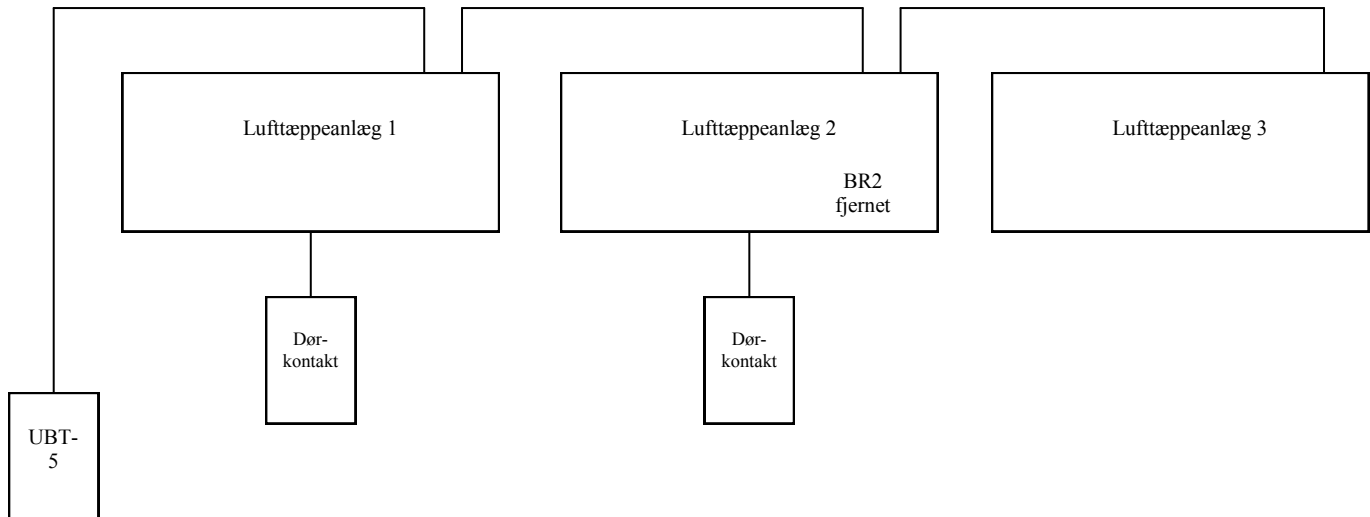 Lufttæppeanlæg 1
Lufttæppeanlæg 2
Lufttæppeanlæg 3
BR2
fjernet
Dør-
kontakt
Dør-
kontakt
UBT-
5